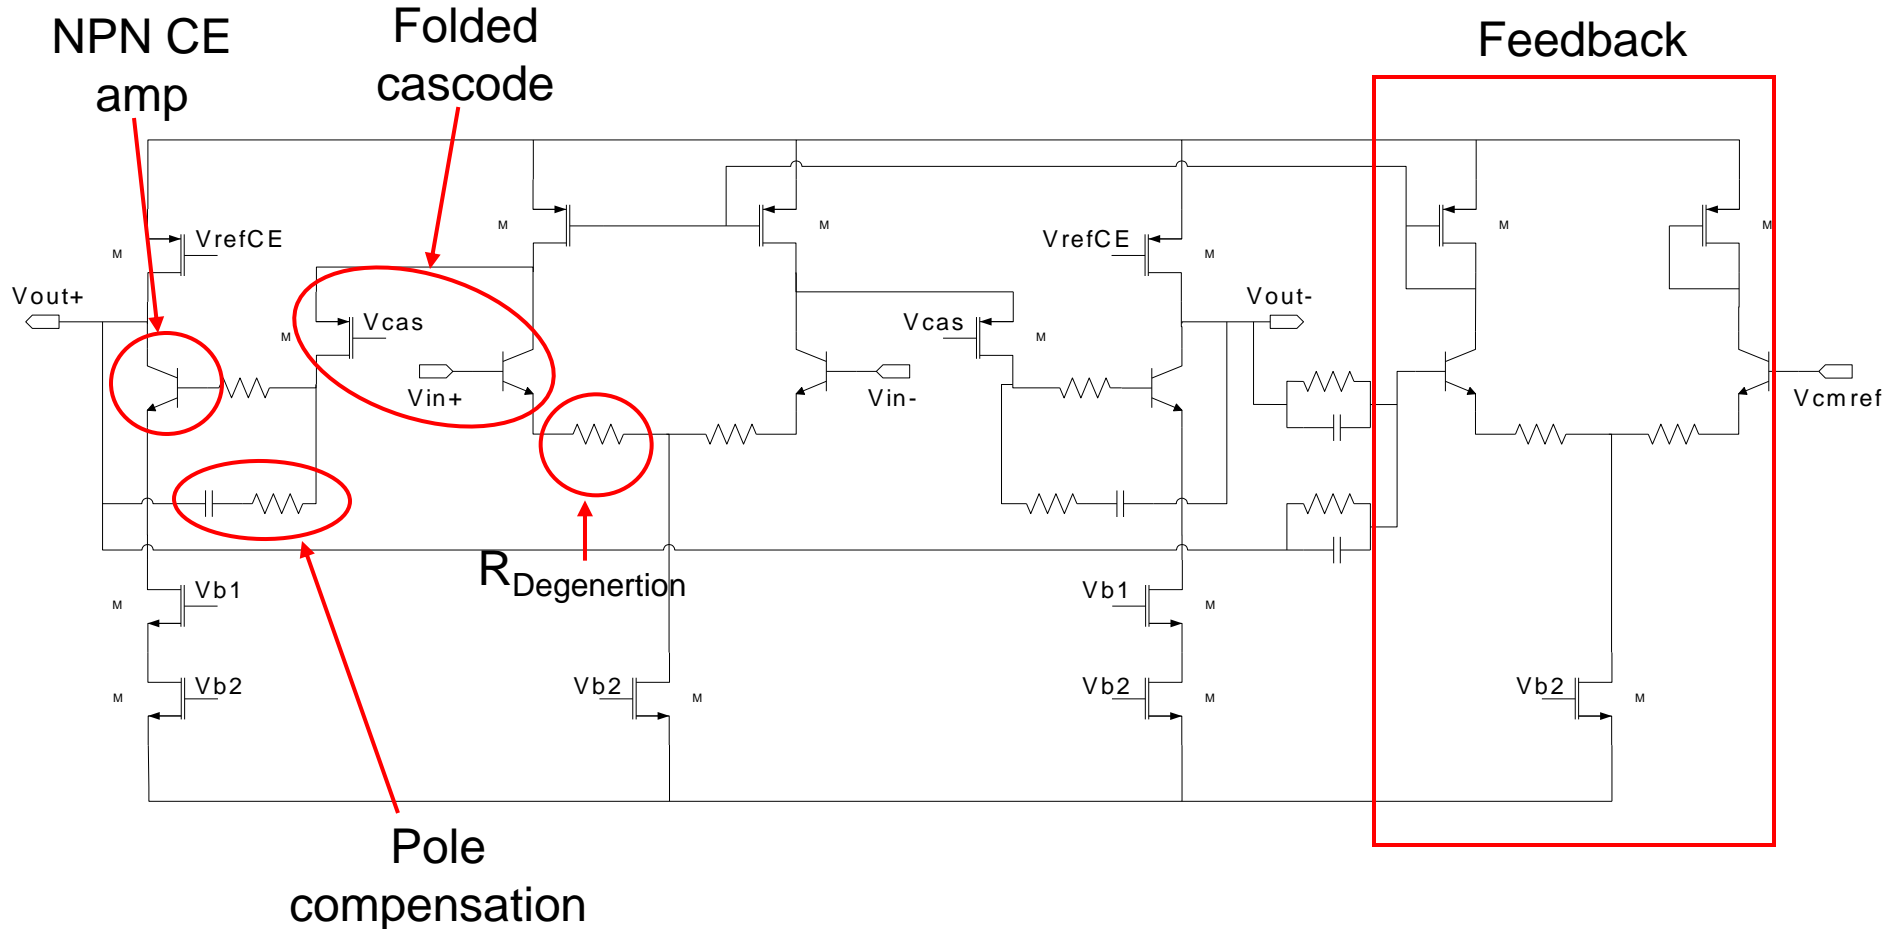 NPN CE
amp
Folded
cascode
Feedback
M
M
M
M
M
VrefCE
M
VrefCE
M
Vout+
Vcas
M
Vcas
M
Vout-
Vin+
Vin-
Vcmref
RDegenertion
Vb1
M
Vb1
M
Vb2
M
Vb2
M
Vb2
M
Vb2
M
Pole
compensation